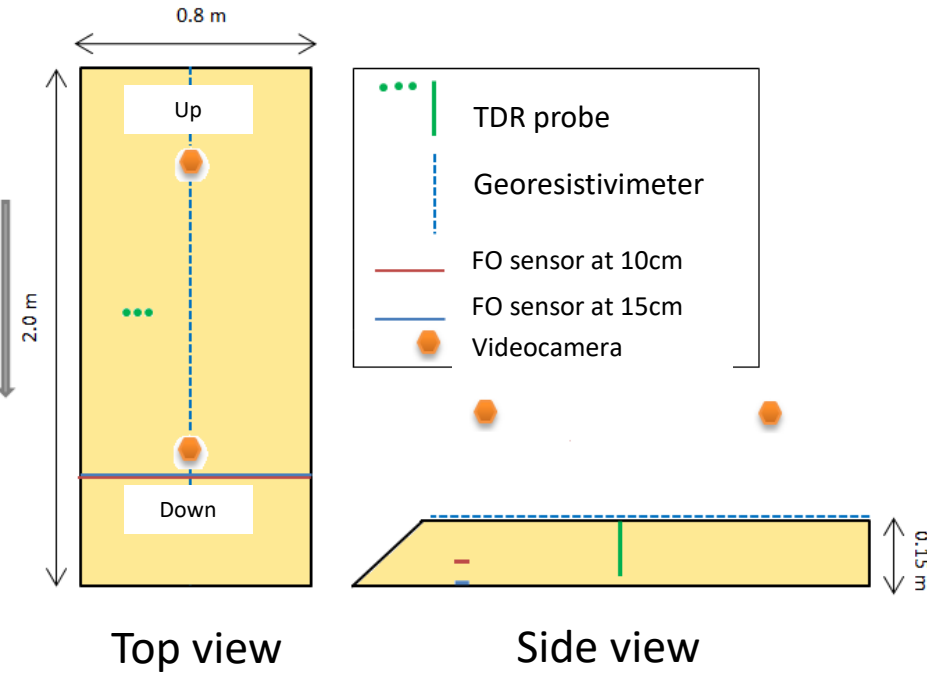 0.8 m
Up
2.0 m
Down
Top view
TDR probe
Georesistivimeter
FO sensor at 10cm
FO sensor at 15cm
Videocamera
0.15 m
Side view